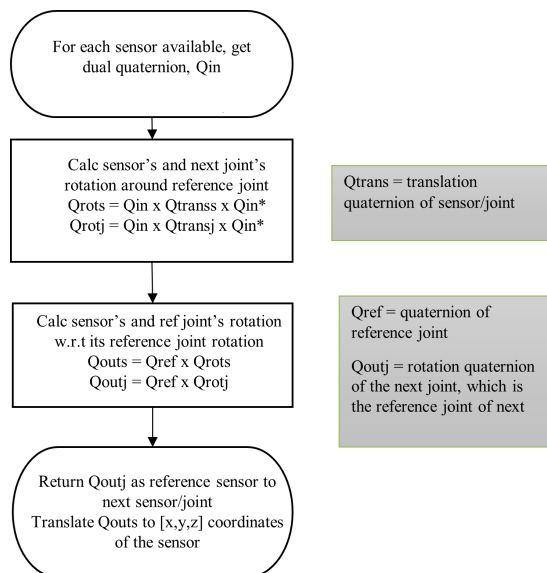 For each sensor available, get
dual quaternion, Qin
Calc sensor's and next joint's
rotation around reference joint
Qrots = Qin x Qtranss x Qin*
Qrotj = Qin x Qtransj x Qin*
Qtrans = translation
quaternion of sensor/joint
Calc sensor's and ref joint's rotation
w.r.t its reference joint rotation
Qouts = Qref x Qrots
Qoutj = Qref x Qrotj
Qref = quaternion of
reference joint
Qoutj = rotation quaternion
of the next joint, which is
the reference joint of next
Return Qoutj as reference sensor to
next sensor/joint
Translate Qouts to [x,y,z] coordinates
of the sensor